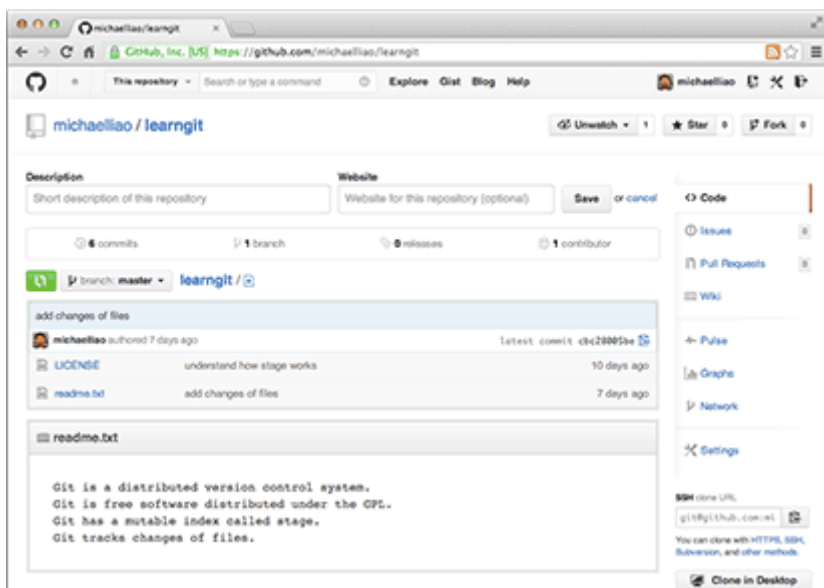 michaelliao/learngit
GitHub, Inc. [US] https://github.com/michaelliao/learngit
This repository Search or type a command Explore Gist Blog Help michaelliao
michaelliao / learngit Unwatch 1 Star 0 Fork 0
Description Website
Short description of this repository Website for this repository (optional) Save or cancel
6 commits 1 branch 0 releases 1 contributor
branch: master learngit /
add changes of files
michaelliao authored 7 days ago latest commit
LICENSE understand how stage works 10 days ago
readme.txt add changes of files 7 days ago
readme.txt
Git is a distributed version control system.
Git is free software distributed under the GPL.
Git has a mutable index called stage.
Git tracks changes of files.
Code
Issues 0
Pull Requests 0
Wiki
Pulse
Graphs
Network
Settings
SSH clone URL
git@github.com:mi
You can clone with HTTPS, SSH,
Subversion, and other methods.
Clone in Desktop